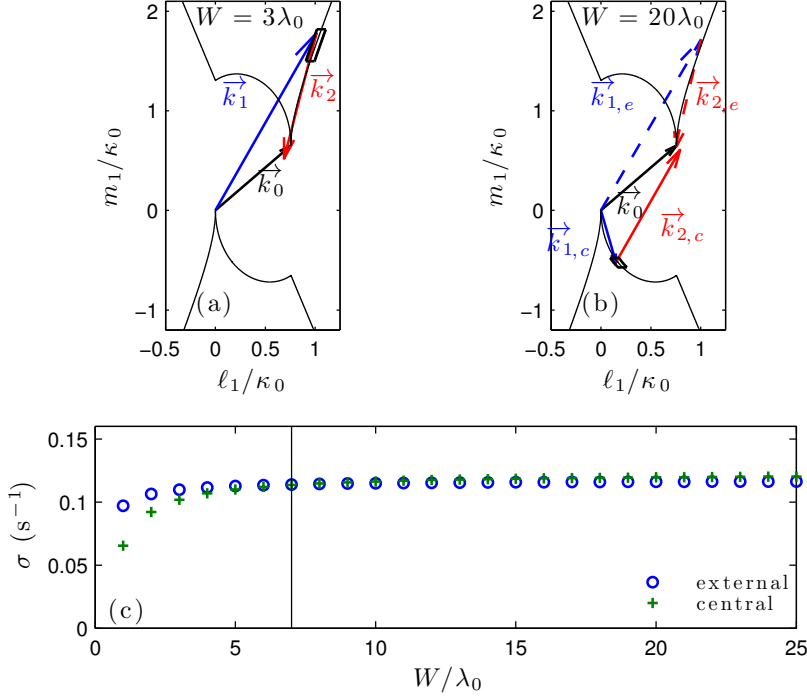 W = 3λ₀
W = 20λ₀
m₁/κ₀
2
1
0
−1
k₁
k₂
k₀
(a)
−0.5
0
0.5
1
ℓ₁/κ₀
m₁/κ₀
2
1
0
−1
k₁,ₑ
k₂,ₑ
k₀
k₁,c
k₂,c
(b)
−0.5
0
0.5
1
ℓ₁/κ₀
σ (s⁻¹)
0.15
0.1
0.05
0
(c)
external
central
0
5
10
15
20
25
W/λ₀